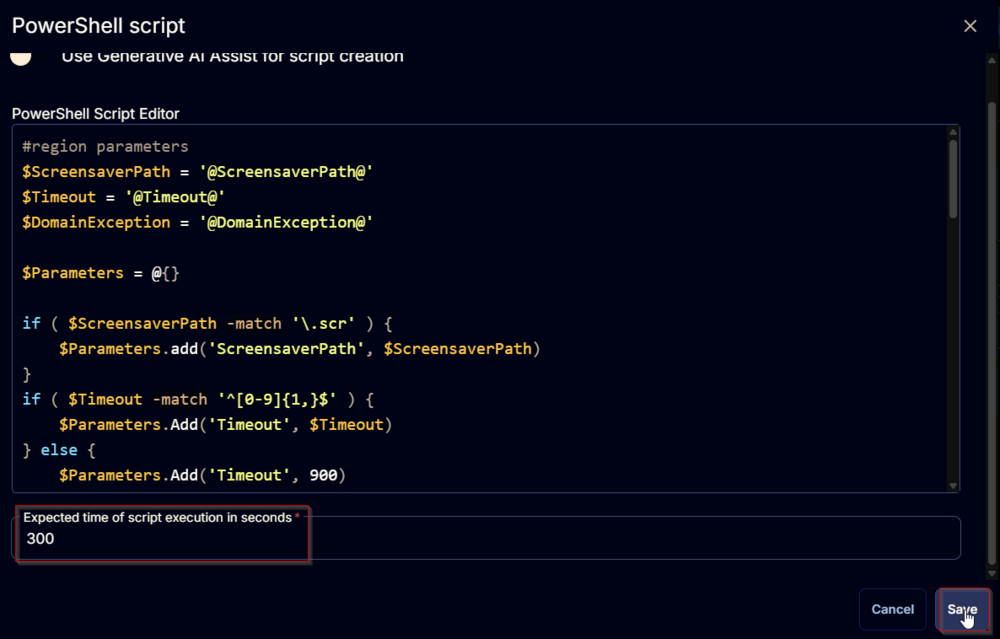 PowerShell script
Use Generative AI Assist for script creation
PowerShell Script Editor
#region parameters
$ScreensaverPath = '@ScreensaverPath@'
$Timeout = '@Timeout@'
$DomainException = '@DomainException@'
$Parameters = @{}
if ( $ScreensaverPath -match '\.scr' ) {
    $Parameters.add('ScreensaverPath', $ScreensaverPath)
}
if ( $Timeout -match '^[0-9]{1,}$' ) {
    $Parameters.Add('Timeout', $Timeout)
} else {
    $Parameters.Add('Timeout', 900)
Expected time of script execution in seconds *
300
Cancel
Save